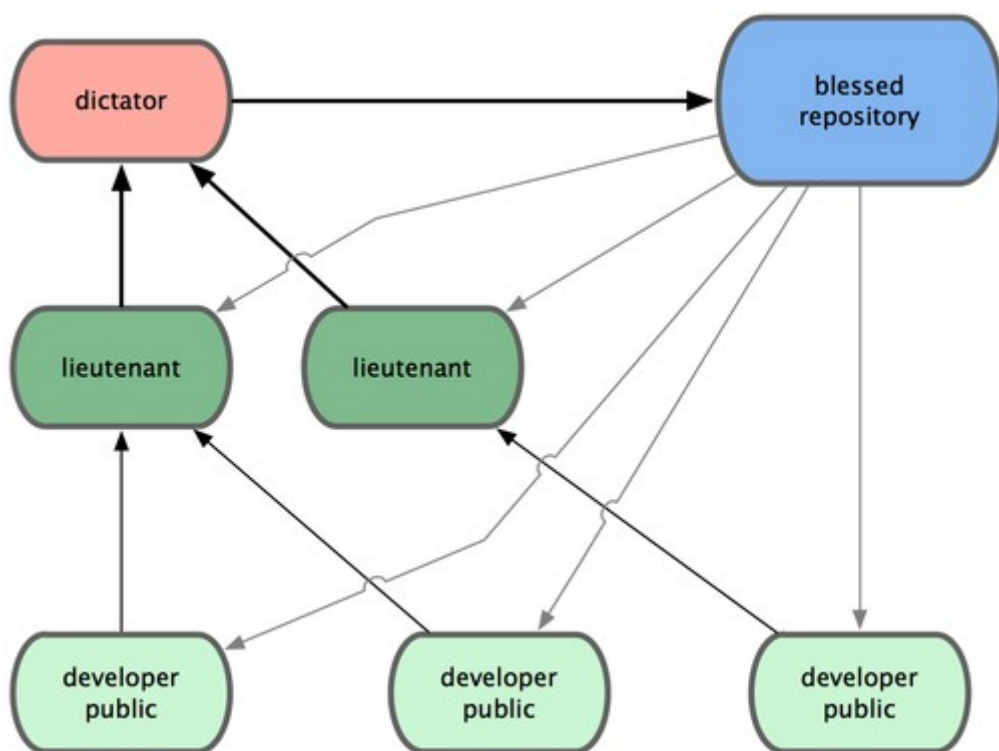 dictator
blessed
repository
lieutenant
lieutenant
developer
public
developer
public
developer
public